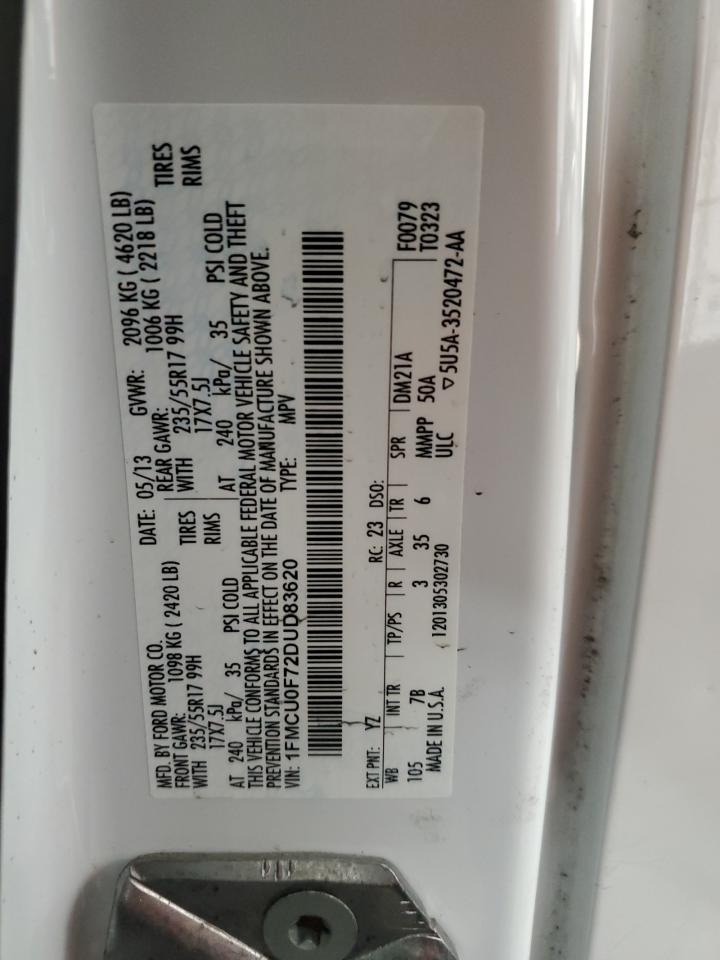 MFD. BY FORD MOTOR CO. DATE: 05/13 GVWR: 2096 KG ( 4620 LB)
FRONT GAWR: 1098 KG ( 2420 LB) REAR GAWR: 1006 KG ( 2218 LB)
WITH 235/55R17 99H TIRES WITH 235/55R17 99H TIRES
17X7.5J RIMS 17X7.5J RIMS
AT 240 kPa/ 35 PSI COLD AT 240 kPa/ 35 PSI COLD
THIS VEHICLE CONFORMS TO ALL APPLICABLE FEDERAL MOTOR VEHICLE SAFETY AND THEFT
PREVENTION STANDARDS IN EFFECT ON THE DATE OF MANUFACTURE SHOWN ABOVE.
VIN: 1FMCU0F72DUD83620 TYPE: MPV
EXT PNT: YZ RC: 23 DSO: F0079
WB INT TR TP/PS R AXLE TR SPR DM21A T0323
105 7B 3 35 6 MMPP 50A
MADE IN U.S.A. 1201305302730 ULC ▽5U5A-3520472-AA